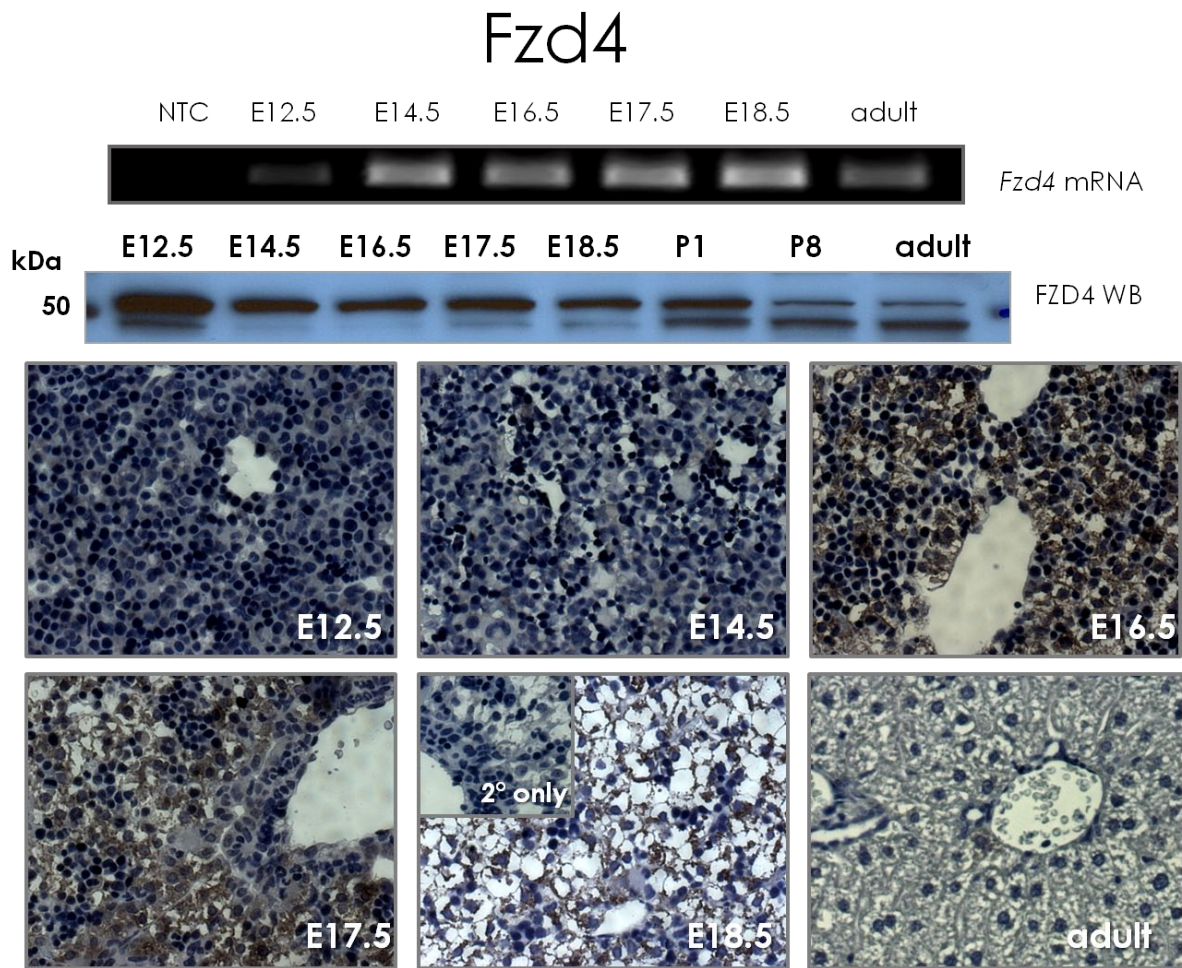 Fzd4
NTC E12.5 E14.5 E16.5 E17.5 E18.5 adult
Fzd4 mRNA
kDa E12.5 E14.5 E16.5 E17.5 E18.5 P1 P8 adult
50 FZD4 WB
E12.5 E14.5 E16.5
2° only
E17.5 E18.5 adult